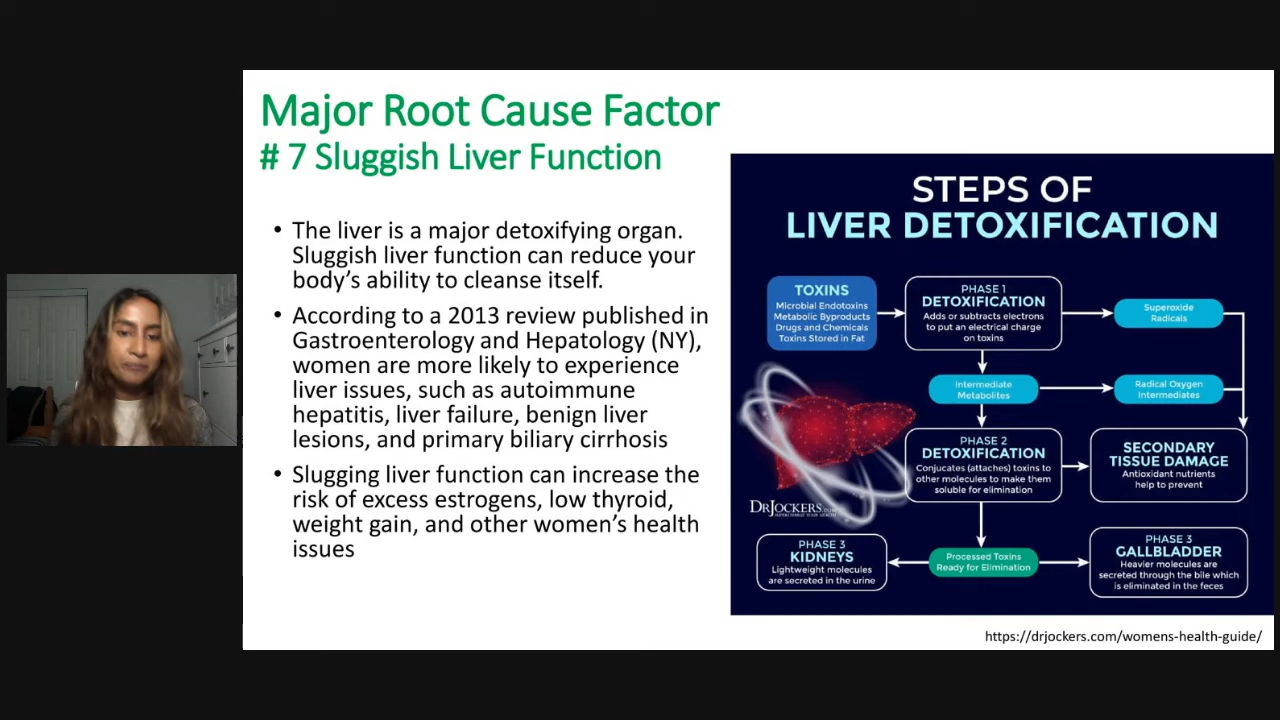 Major Root Cause Factor
# 7 Sluggish Liver Function
• The liver is a major detoxifying organ.
Sluggish liver function can reduce your
body's ability to cleanse itself.
• According to a 2013 review published in
Gastroenterology and Hepatology (NY),
women are more likely to experience
liver issues, such as autoimmune
hepatitis, liver failure, benign liver
lesions, and primary biliary cirrhosis
• Slugging liver function can increase the
risk of excess estrogens, low thyroid,
weight gain, and other women's health
issues
STEPS OF
LIVER DETOXIFICATION
TOXINS
Microbial Endotoxins
Metabolic Byproducts
Drugs and Chemicals
Toxins Stored in Fat
PHASE 1
DETOXIFICATION
Adds or subtracts electrons
to put an electrical charge
on toxins
Superoxide
Radicals
Intermediate
Metabolites
Radical Oxygen
Intermediates
PHASE 2
DETOXIFICATION
Conjucates (attaches) toxins to
other molecules to make them
soluble for elimination
SECONDARY
TISSUE DAMAGE
Antioxidant nutrients
help to prevent
DRJOCKERS.COM
PHASE 3
KIDNEYS
Lightweight molecules
are secreted in the urine
Processed Toxins
Ready for Elimination
PHASE 3
GALLBLADDER
Heavier molecules are
secreted through the bile which
is eliminated in the feces
https://drjockers.com/womens-health-guide/